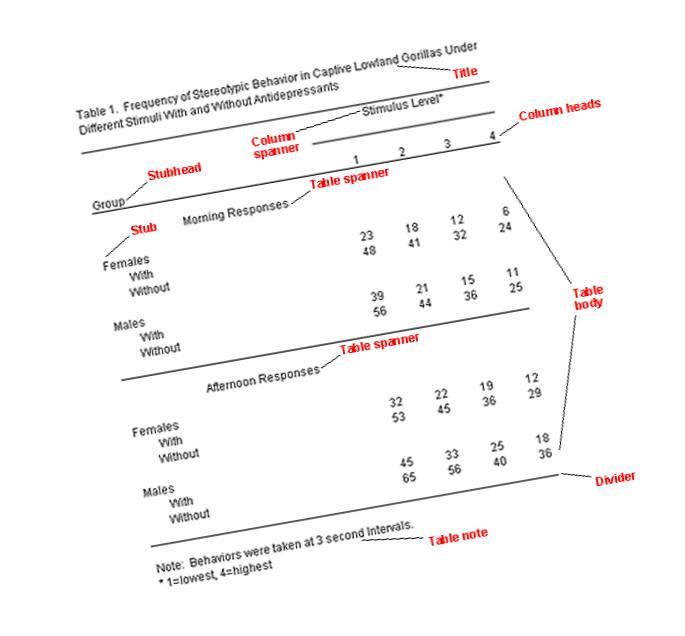 Table 1.  Frequency of Stereotypic Behavior in Captive Lowland Gorillas Under
Different Stimuli With and Without Antidepressants
Title
Stimulus Level*
Column
spanner
Column heads
1 2 3 4
Stubhead
Group
Table spanner
Morning Responses
Stub
Females
With 23 18 12 6
Without 48 41 32 24
Males
With 39 21 15 11
Without 56 44 36 25
Table
body
Table spanner
Afternoon Responses
Females
With 32 22 19 12
Without 53 45 36 29
Males
With 45 33 25 18
Without 65 56 40 36
Divider
Note:  Behaviors were taken at 3 second Intervals.
Table note
* 1=lowest, 4=highest